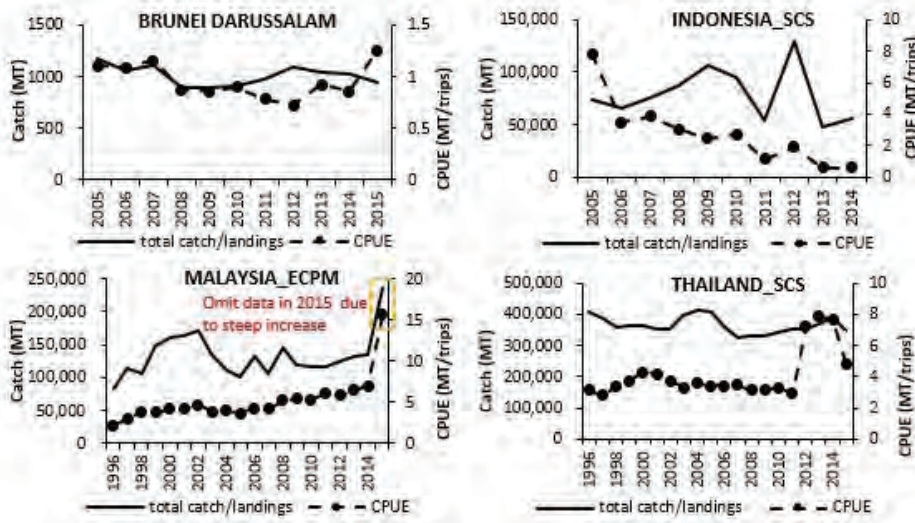 BRUNEI DARUSSALAM
Catch (MT)
1500
1000
500
0
1.5
1
0.5
0
CPUE (MT/trips)
2005 2006 2007 2008 2009 2010 2011 2012 2013 2014 2015
total catch/landings CPUE
INDONESIA_SCS
Catch (MT)
150,000
100,000
50,000
0
10
8
6
4
2
0
CPUE (MT/trips)
2005 2006 2007 2008 2009 2010 2011 2012 2013 2014
total catch/landings CPUE
MALAYSIA_ECPM
Omit data in 2015 due
to steep increase
Catch (MT)
250,000
200,000
150,000
100,000
50,000
0
20
15
10
5
0
CPUE (MT/trips)
1996 1998 2000 2002 2004 2006 2008 2010 2012 2014
total catch/landings CPUE
THAILAND_SCS
Catch (MT)
500,000
400,000
300,000
200,000
100,000
0
10
8
6
4
2
0
CPUE (MT/trips)
1996 1998 2000 2002 2004 2006 2008 2010 2012 2014
total catch/landings CPUE